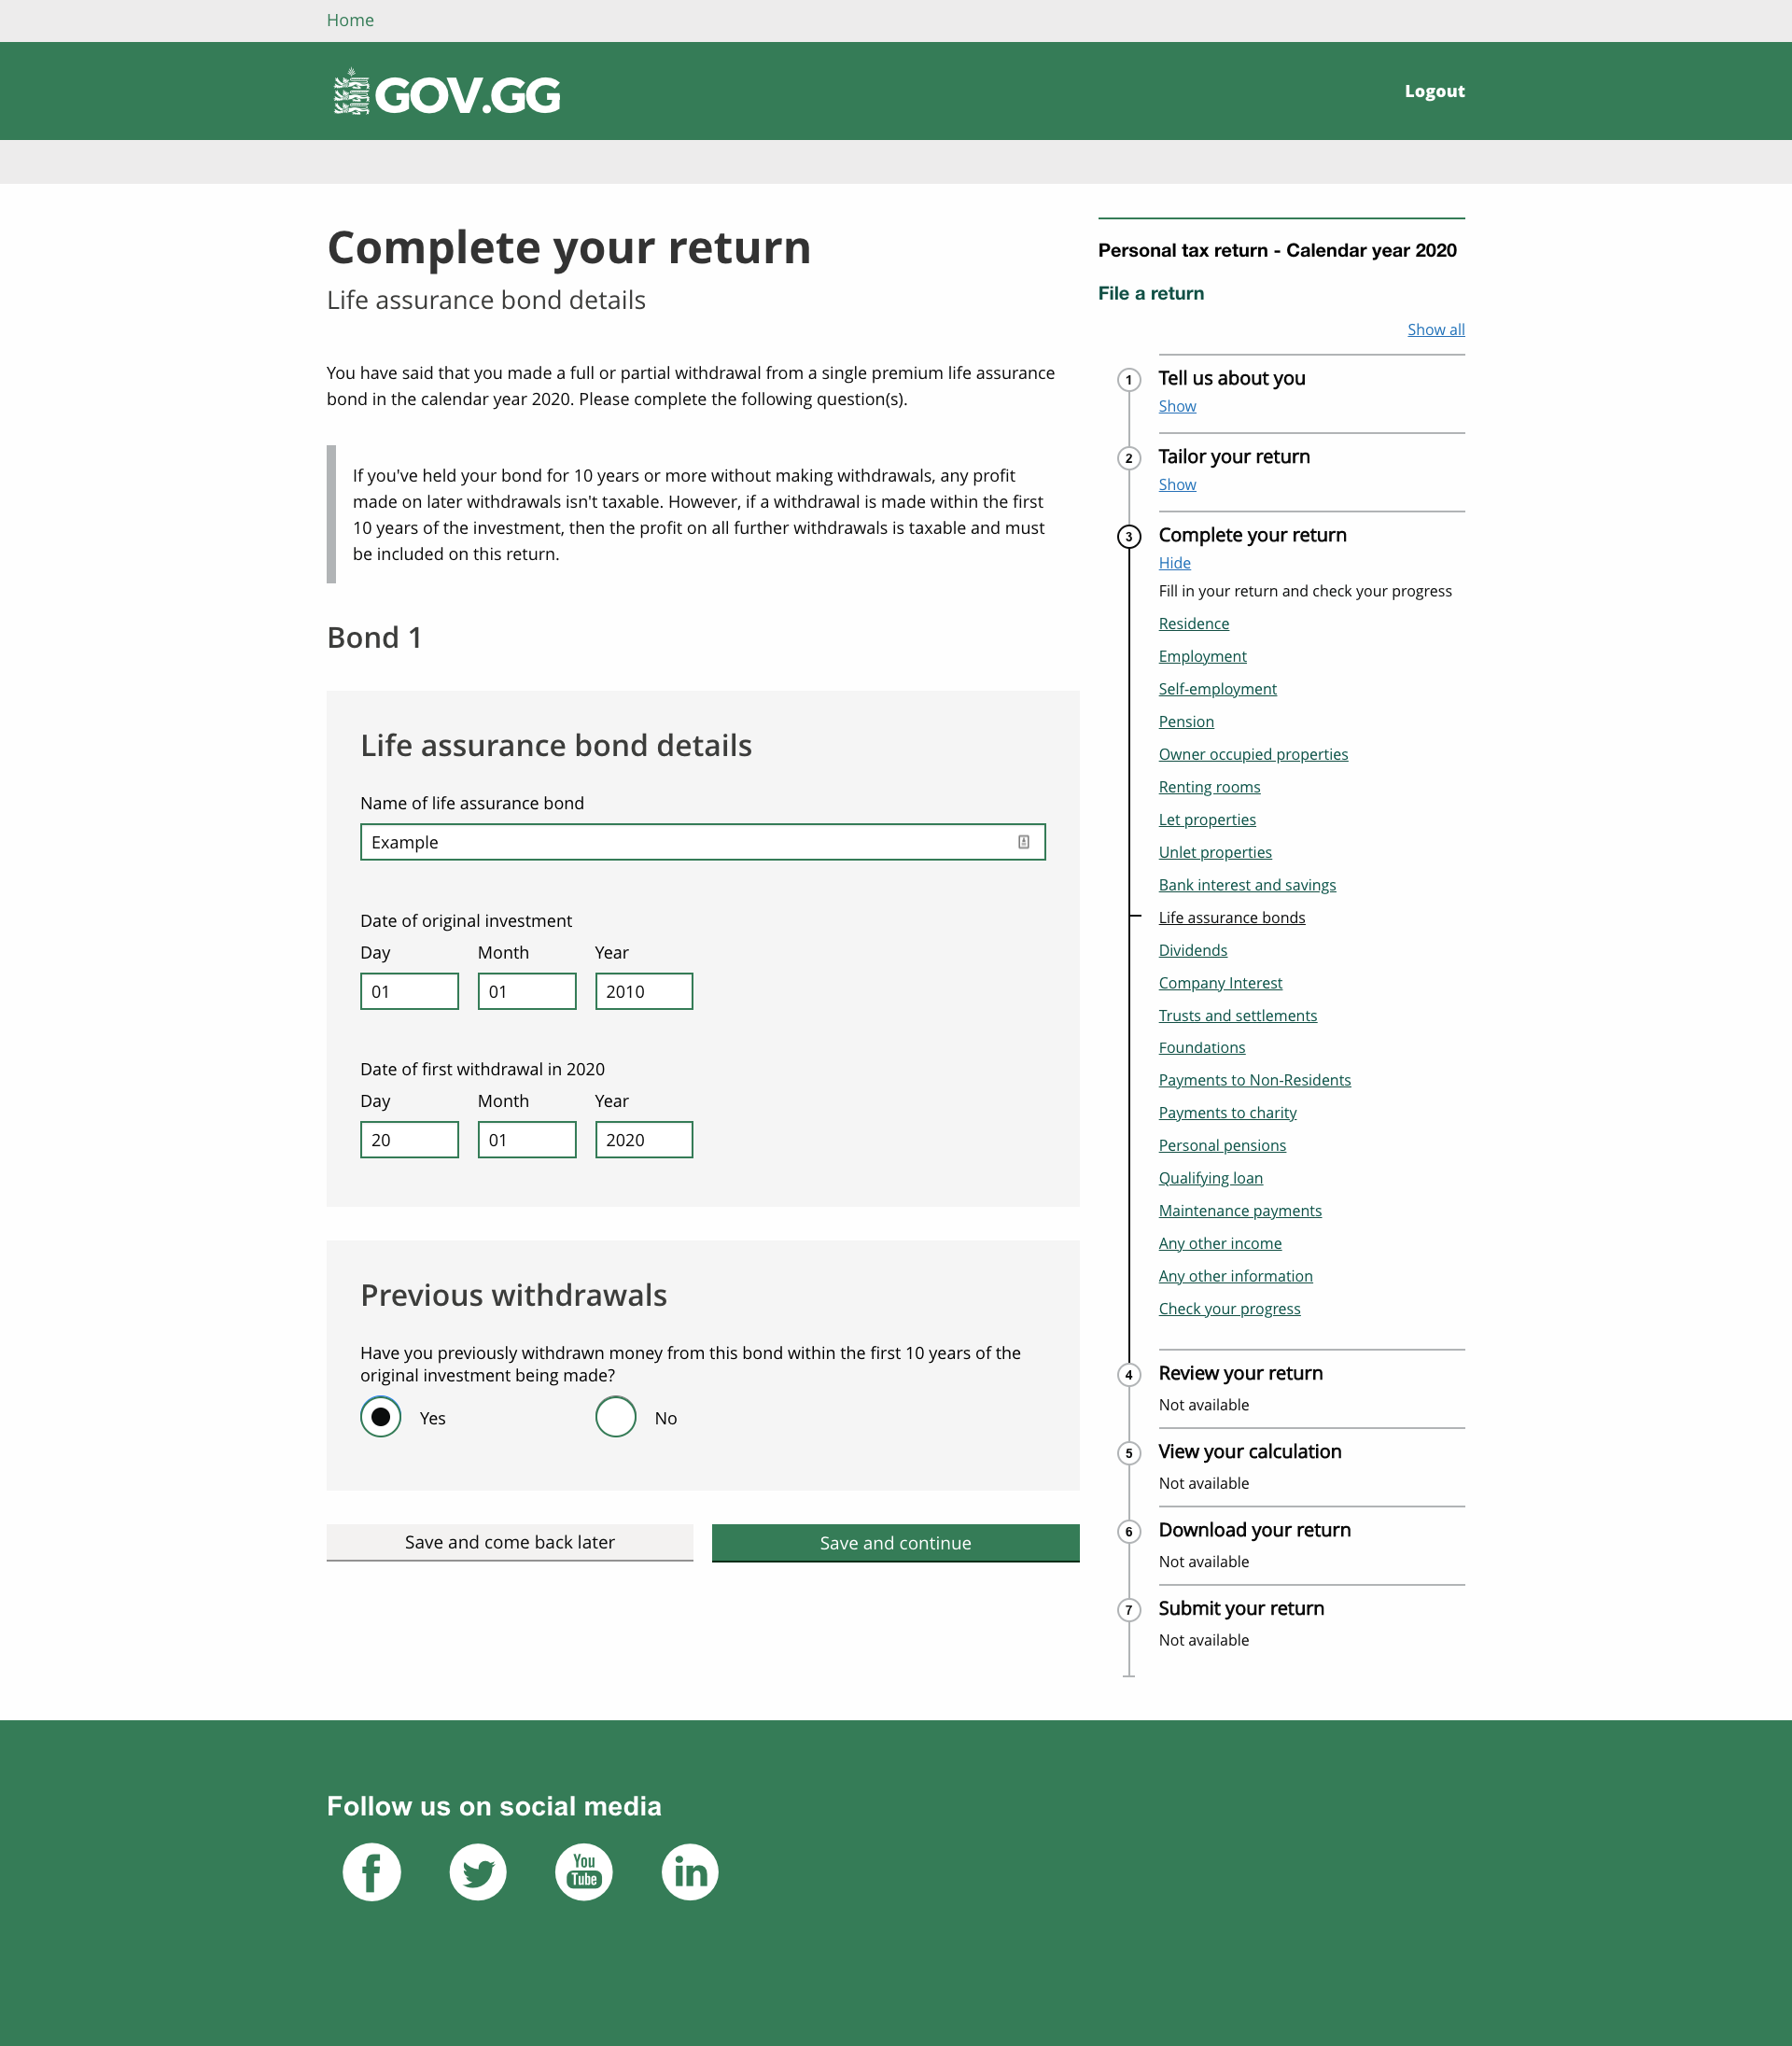 Home
GOV.GG
Logout
Complete your return
Life assurance bond details
You have said that you made a full or partial withdrawal from a single premium life assurance
bond in the calendar year 2020. Please complete the following question(s).
If you've held your bond for 10 years or more without making withdrawals, any profit
made on later withdrawals isn't taxable. However, if a withdrawal is made within the first
10 years of the investment, then the profit on all further withdrawals is taxable and must
be included on this return.
Bond 1
Life assurance bond details
Name of life assurance bond
Example
Date of original investment
Day Month Year
01 01 2010
Date of first withdrawal in 2020
Day Month Year
20 01 2020
Previous withdrawals
Have you previously withdrawn money from this bond within the first 10 years of the
original investment being made?
Yes No
Save and come back later
Save and continue
Personal tax return - Calendar year 2020
File a return
Show all
1 Tell us about you
Show
2 Tailor your return
Show
3 Complete your return
Hide
Fill in your return and check your progress
Residence
Employment
Self-employment
Pension
Owner occupied properties
Renting rooms
Let properties
Unlet properties
Bank interest and savings
Life assurance bonds
Dividends
Company Interest
Trusts and settlements
Foundations
Payments to Non-Residents
Payments to charity
Personal pensions
Qualifying loan
Maintenance payments
Any other income
Any other information
Check your progress
4 Review your return
Not available
5 View your calculation
Not available
6 Download your return
Not available
7 Submit your return
Not available
Follow us on social media
f
You
Tube
in